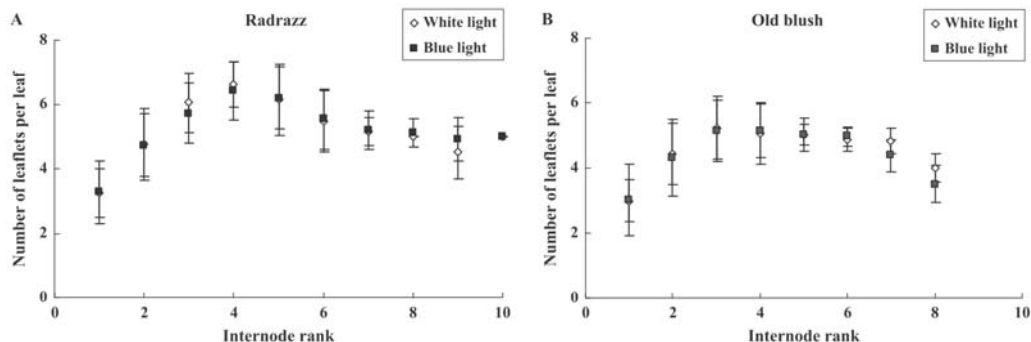 A
Radrazz
White light
Blue light
Number of leaflets per leaf
8
6
4
2
0
0 2 4 6 8 10
Internode rank
B
Old blush
White light
Blue light
Number of leaflets per leaf
8
6
4
2
0
0 2 4 6 8 10
Internode rank